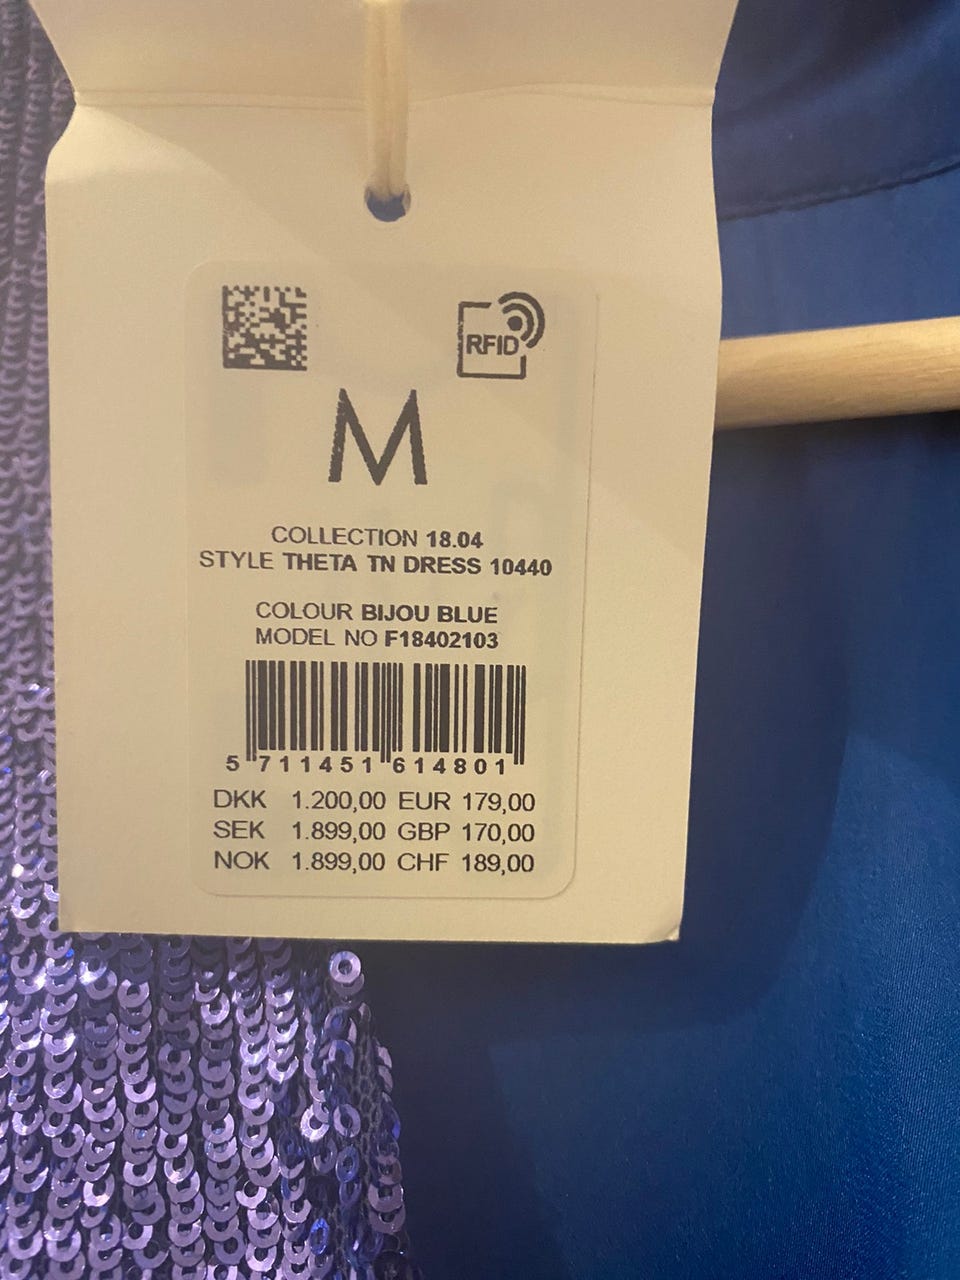 RFID
M
COLLECTION 18.04
STYLE THETA TN DRESS 10440
COLOUR BIJOU BLUE
MODEL NO F18402103
5 711451 614801
DKK 1.200,00 EUR 179,00
SEK 1.899,00 GBP 170,00
NOK 1.899,00 CHF 189,00